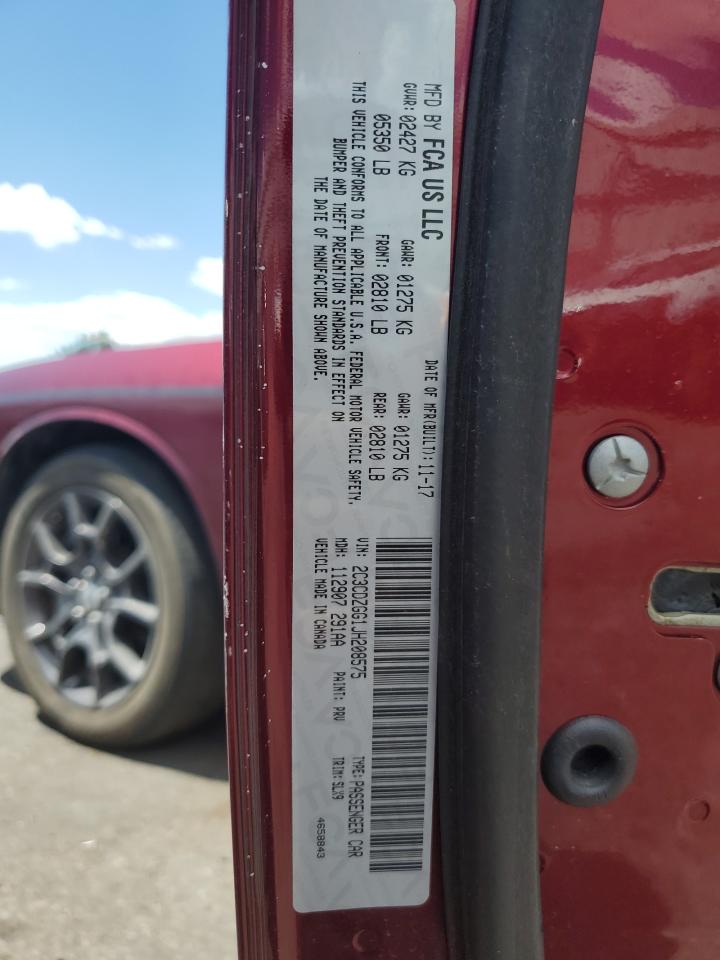 MFD BY FCA US LLC
DATE OF MFR(BUILT): 11-17
GVWR: 02427 KG GAWR: 01275 KG GAWR: 01275 KG
05350 LB FRONT: 02810 LB REAR: 02810 LB
THIS VEHICLE CONFORMS TO ALL APPLICABLE U.S.A. FEDERAL MOTOR VEHICLE SAFETY,
BUMPER AND THEFT PREVENTION STANDARDS IN EFFECT ON
THE DATE OF MANUFACTURE SHOWN ABOVE.
VIN: 2C3CDZGG1JH208575 TYPE: PASSENGER CAR
MDH: 112907 291AA PAINT: PRV TRIM: SLX9
VEHICLE MADE IN CANADA 4658843